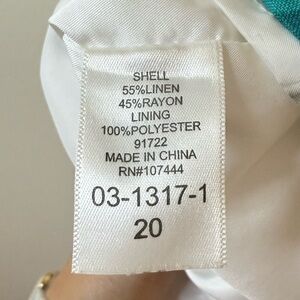 SHELL
55%LINEN
45%RAYON
LINING
100%POLYESTER
91722
MADE IN CHINA
RN#107444
03-1317-1
20